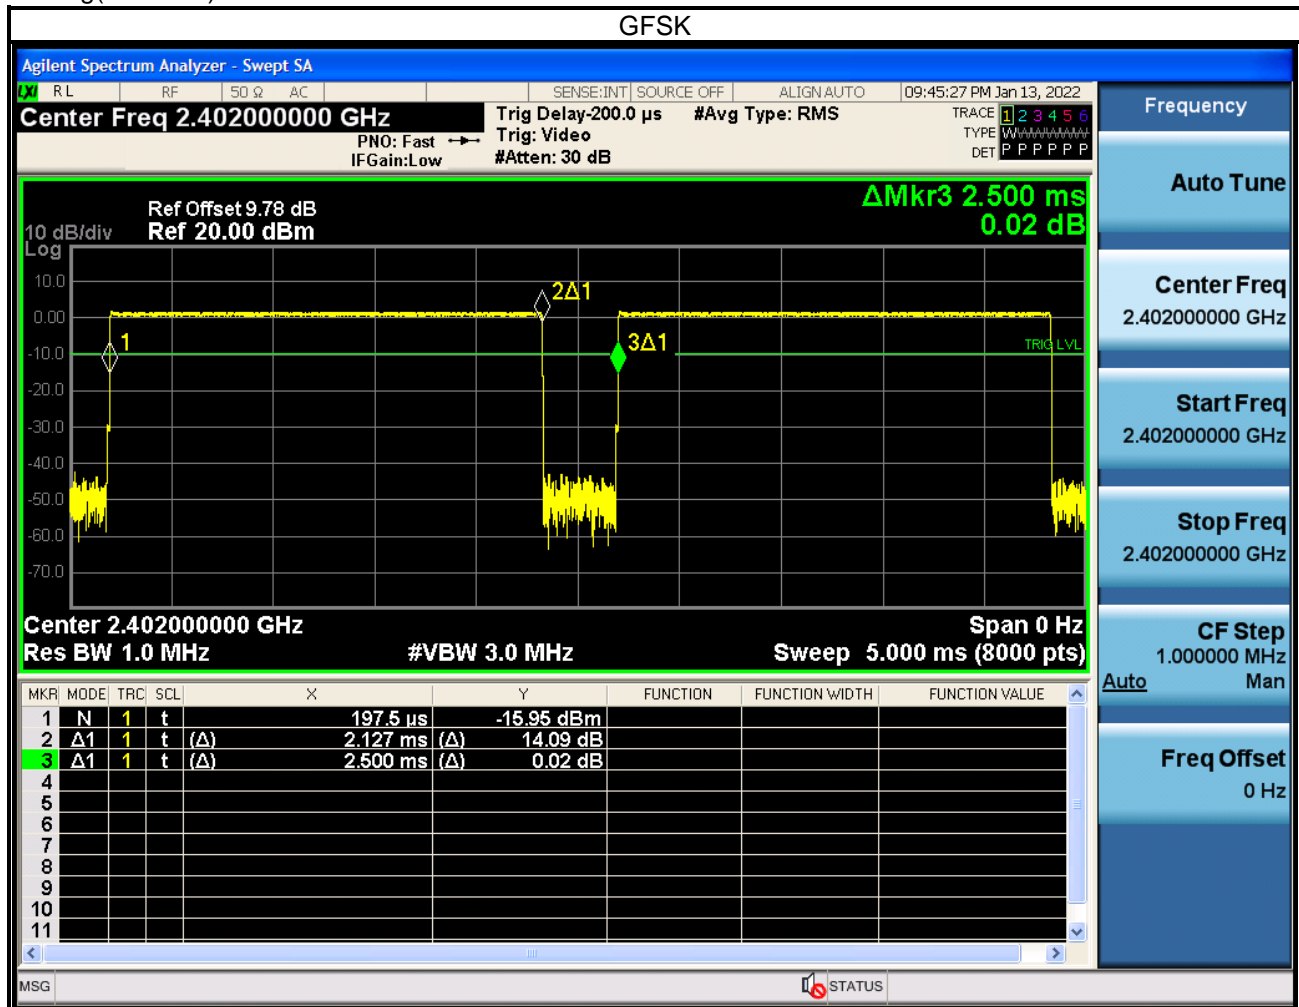 GFSK
Agilent Spectrum Analyzer - Swept SA
LXI RL RF 50 Ω AC SENSE:INT SOURCE OFF ALIGN AUTO 09:45:27 PM Jan 13, 2022
Center Freq 2.402000000 GHz
PNO: Fast
IFGain:Low
Trig Delay-200.0 µs
Trig: Video
#Atten: 30 dB
#Avg Type: RMS
TRACE 1 2 3 4 5 6
TYPE
DET P P P P P P
ΔMkr3 2.500 ms
0.02 dB
Ref Offset 9.78 dB
10 dB/div Ref 20.00 dBm
Log
10.0
0.00
-10.0
-20.0
-30.0
-40.0
-50.0
-60.0
-70.0
1
2Δ1
3Δ1
TRIG LVL
Center 2.402000000 GHz Span 0 Hz
Res BW 1.0 MHz #VBW 3.0 MHz Sweep 5.000 ms (8000 pts)
MKR MODE TRC SCL X Y FUNCTION FUNCTION WIDTH FUNCTION VALUE
1 N 1 t 197.5 µs -15.95 dBm
2 Δ1 1 t (Δ) 2.127 ms (Δ) 14.09 dB
3 Δ1 1 t (Δ) 2.500 ms (Δ) 0.02 dB
4
5
6
7
8
9
10
11
MSG STATUS
Frequency
Auto Tune
Center Freq
2.402000000 GHz
Start Freq
2.402000000 GHz
Stop Freq
2.402000000 GHz
CF Step
1.000000 MHz
Auto Man
Freq Offset
0 Hz